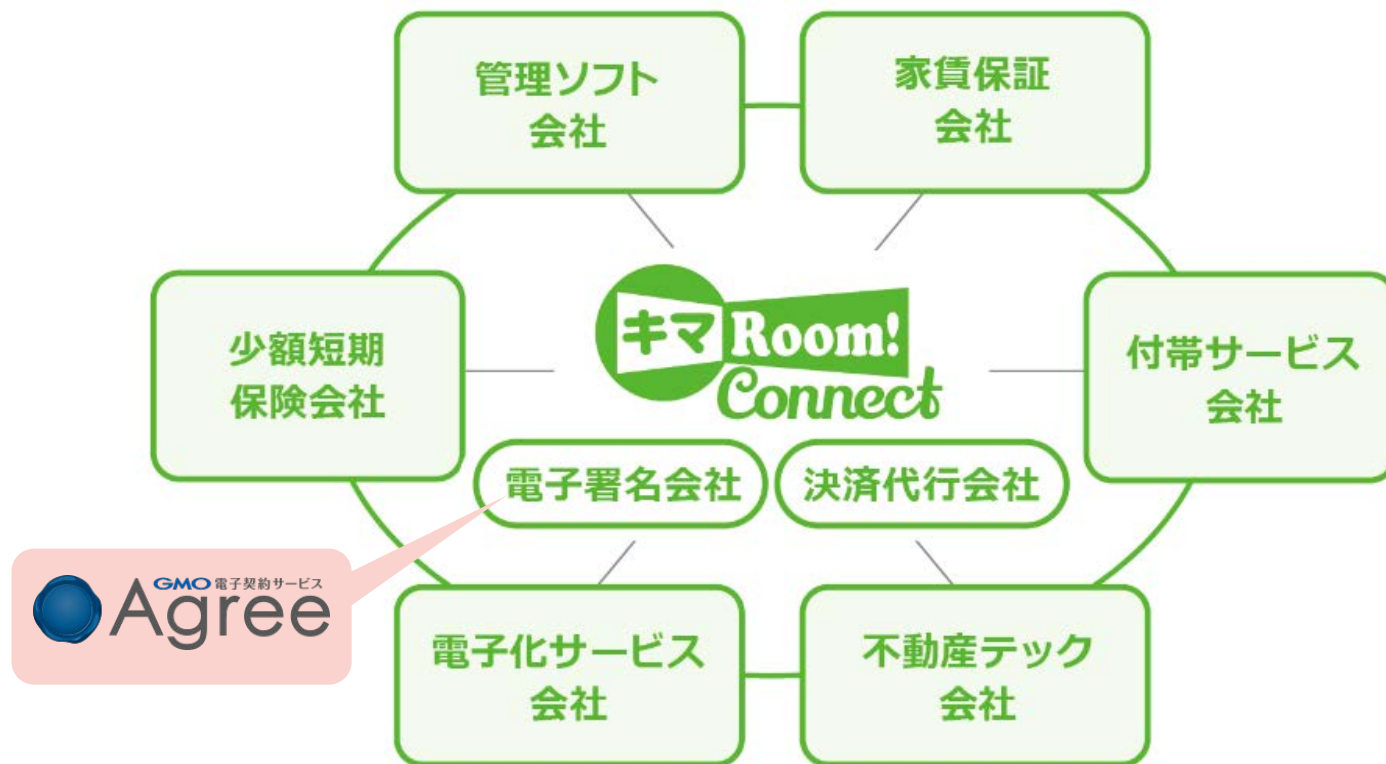 管理ソフト
会社
家賃保証
会社
少額短期
保険会社
キマ Room!
Connect
付帯サービス
会社
電子署名会社
決済代行会社
GMO 電子契約サービス
Agree
電子化サービス
会社
不動産テック
会社